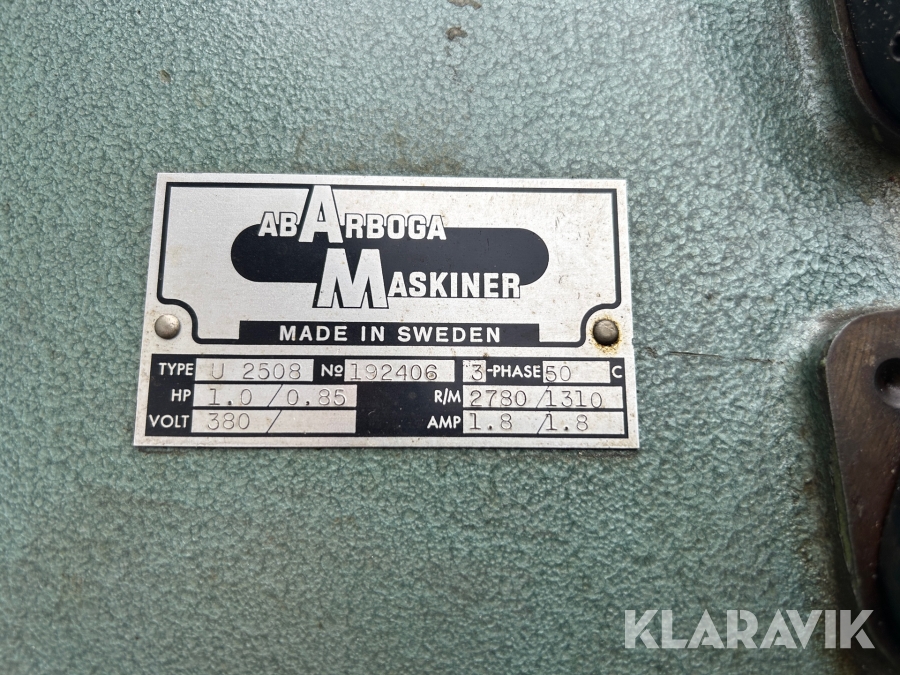 AB ARBOGA
MASKINER
MADE IN SWEDEN
TYPE U 2508 No 192406 3-PHASE 50 C
HP 1.0 / 0.85 R/M 2780 / 1310
VOLT 380 / AMP 1.8 / 1.8
KLARAVIK